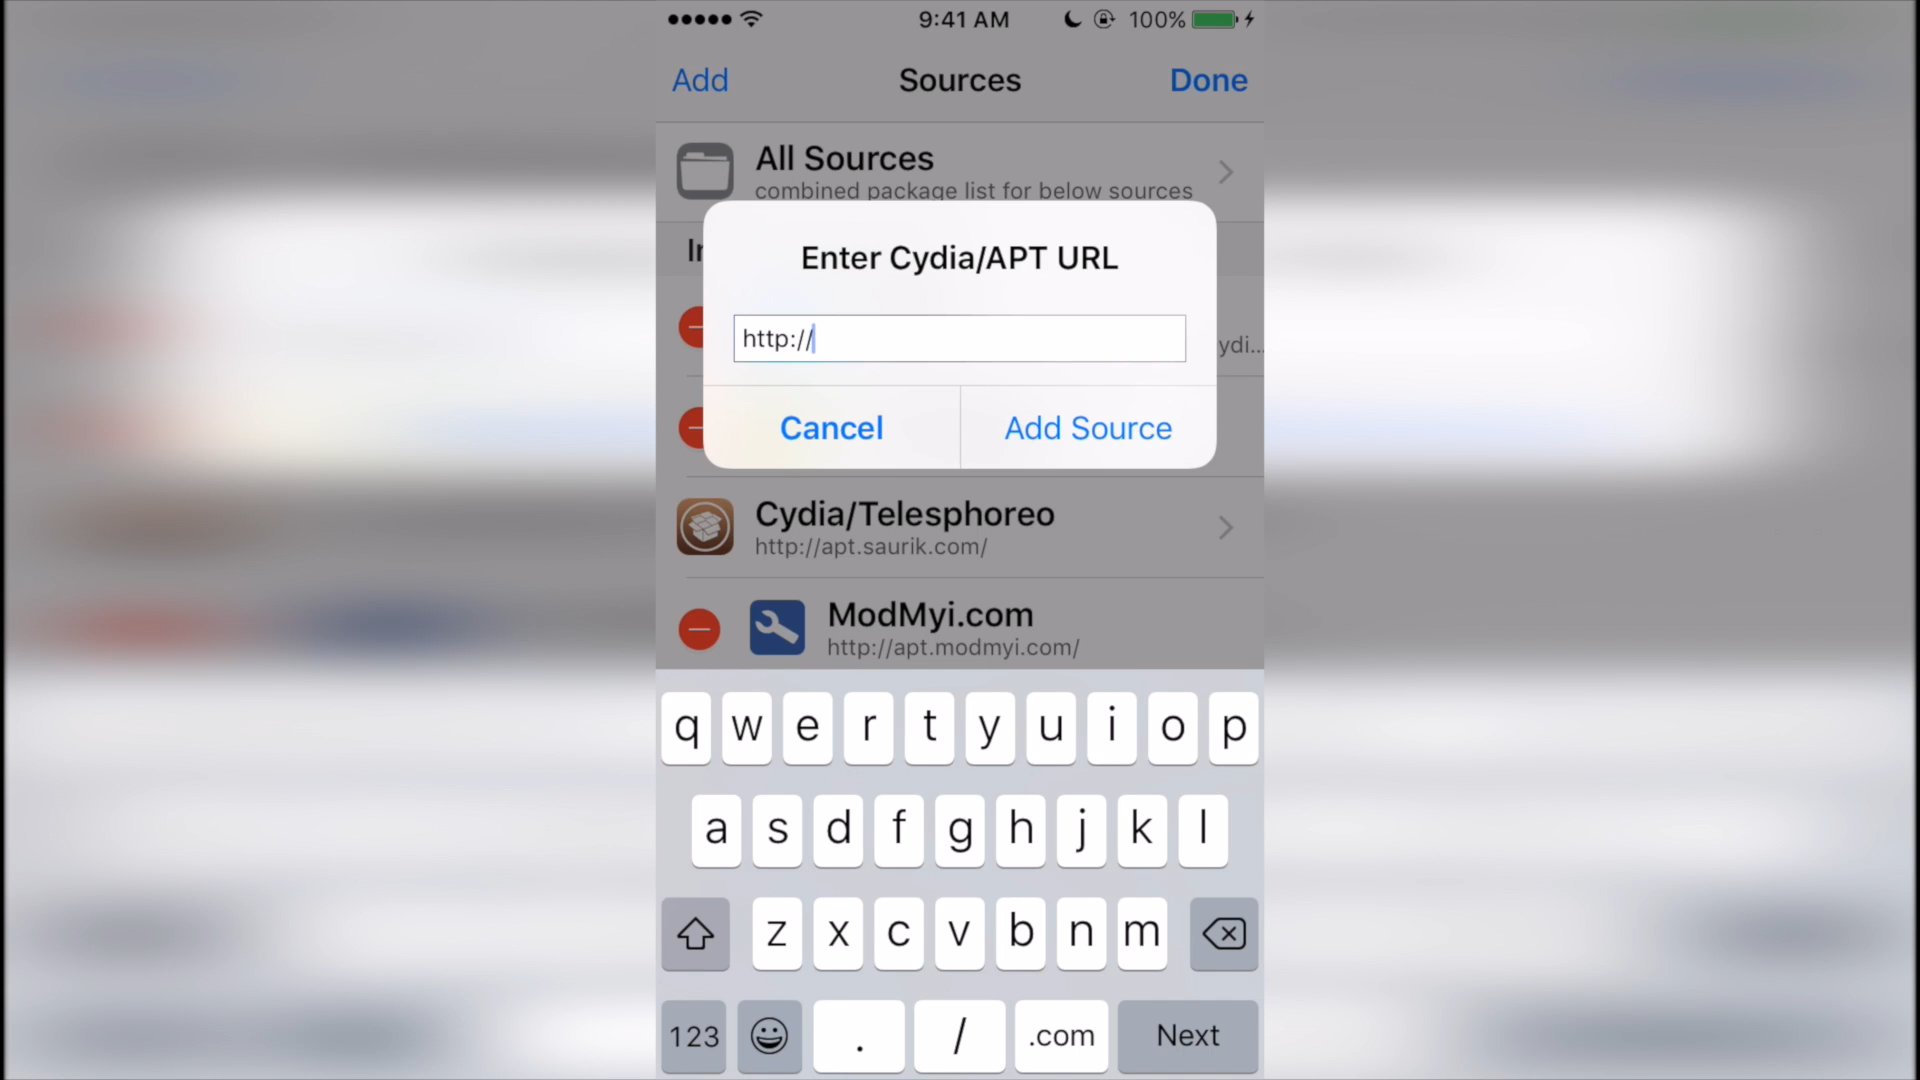 9:41 AM 100%
Add Sources Done
All Sources
combined package list for below sources
Enter Cydia/APT URL
ydi...
http://
Cancel Add Source
Cydia/Telesphoreo
http://apt.saurik.com/
ModMyi.com
http://apt.modmyi.com/
q w e r t y u i o p
a s d f g h j k l
z x c v b n m
123 . / .com Next